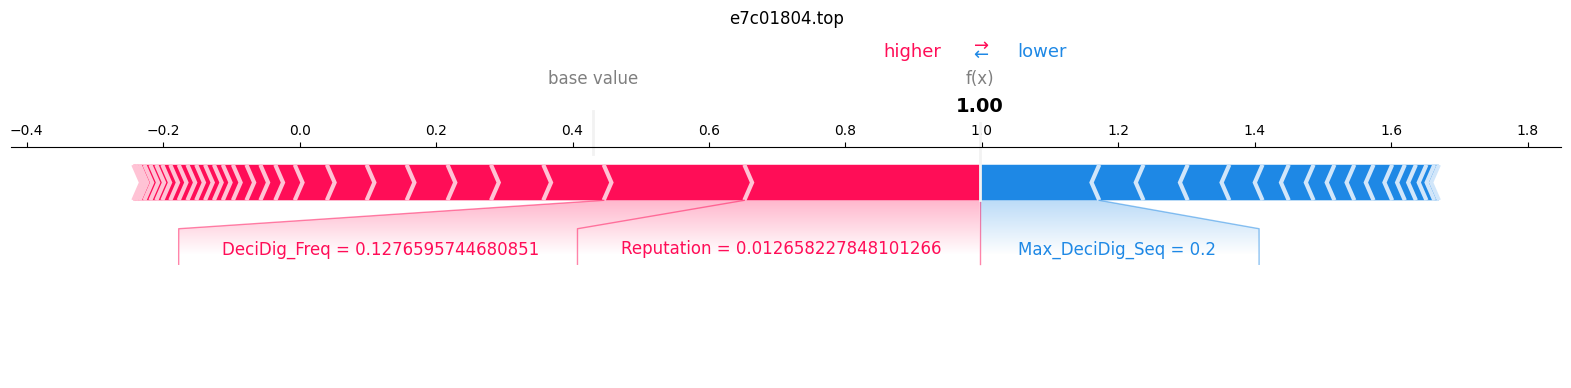 e7c01804.top
higher ⇄ lower
base value f(x)
1.00
−0.4 −0.2 0.0 0.2 0.4 0.6 0.8 1.0 1.2 1.4 1.6 1.8
DeciDig_Freq = 0.1276595744680851 Reputation = 0.012658227848101266 Max_DeciDig_Seq = 0.2